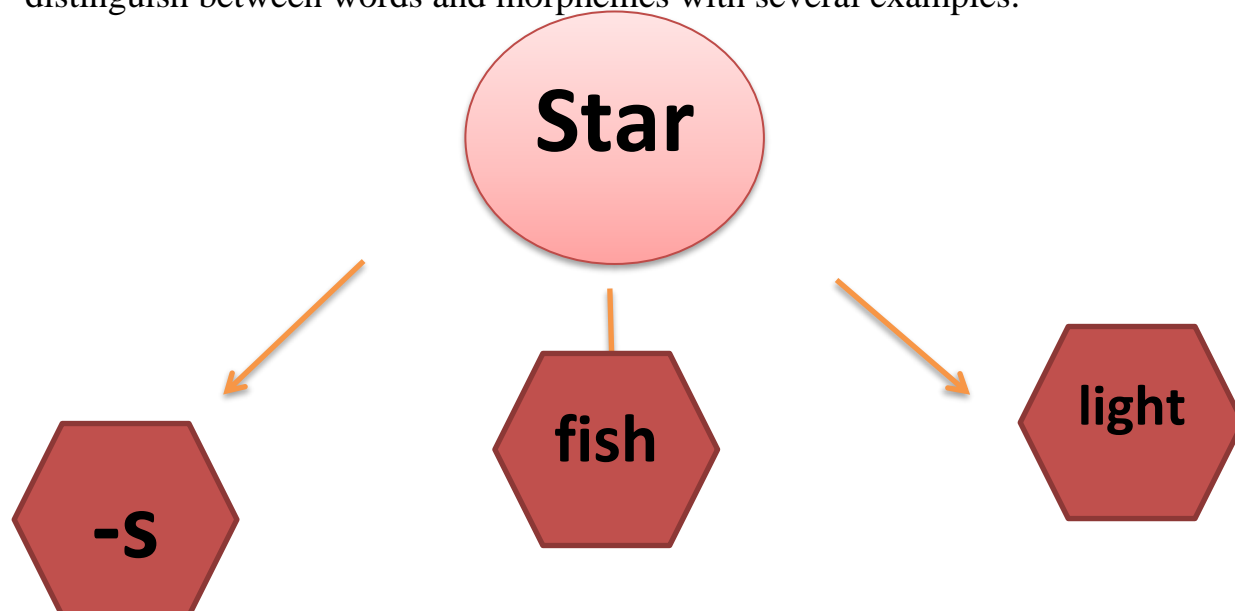 distinguish between words and morphemes with several examples.
Star
fish
light
-s